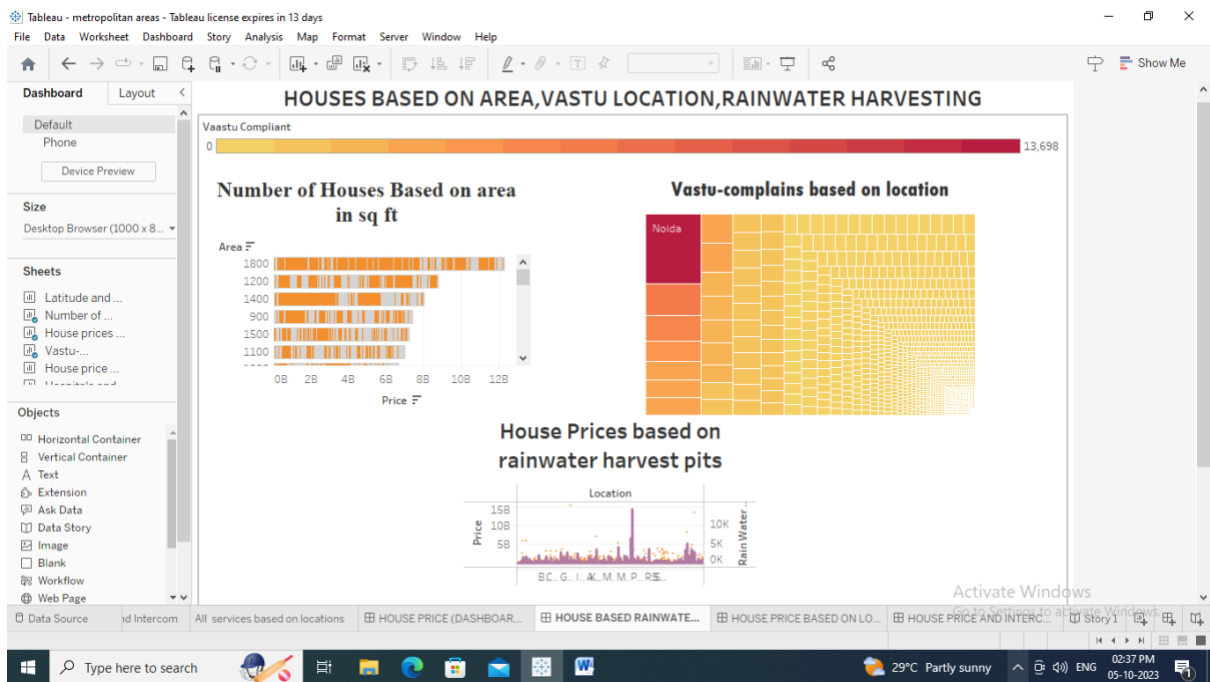 Tableau - metropolitan areas - Tableau license expires in 13 days
File Data Worksheet Dashboard Story Analysis Map Format Server Window Help
Show Me
Dashboard Layout
Default
Phone
Device Preview
Size
Desktop Browser (1000 x 8...
Sheets
Latitude and ...
Number of ...
House prices ...
Vastu-...
House price ...
Objects
Horizontal Container
Vertical Container
Text
Extension
Ask Data
Data Story
Image
Blank
Workflow
Web Page
HOUSES BASED ON AREA,VASTU LOCATION,RAINWATER HARVESTING
Vaastu Compliant
0 13,698
Number of Houses Based on area
in sq ft
Area
1800
1200
1400
900
1500
1100
0B 2B 4B 6B 8B 10B 12B
Price
Vastu-complains based on location
Noida
House Prices based on
rainwater harvest pits
Location
Price
15B
10B
5B
10K
5K
0K
Rain Water ..
B C.. G.. I.. M. M. P.. R S..
Activate Windows
Go to Settings to activate Windows.
Data Source nd Intercom All services based on locations HOUSE PRICE (DASHBOAR... HOUSE BASED RAINWATE... HOUSE PRICE BASED ON LO... HOUSE PRICE AND INTERC... Story 1
Type here to search
29°C Partly sunny ENG 02:37 PM
05-10-2023
1